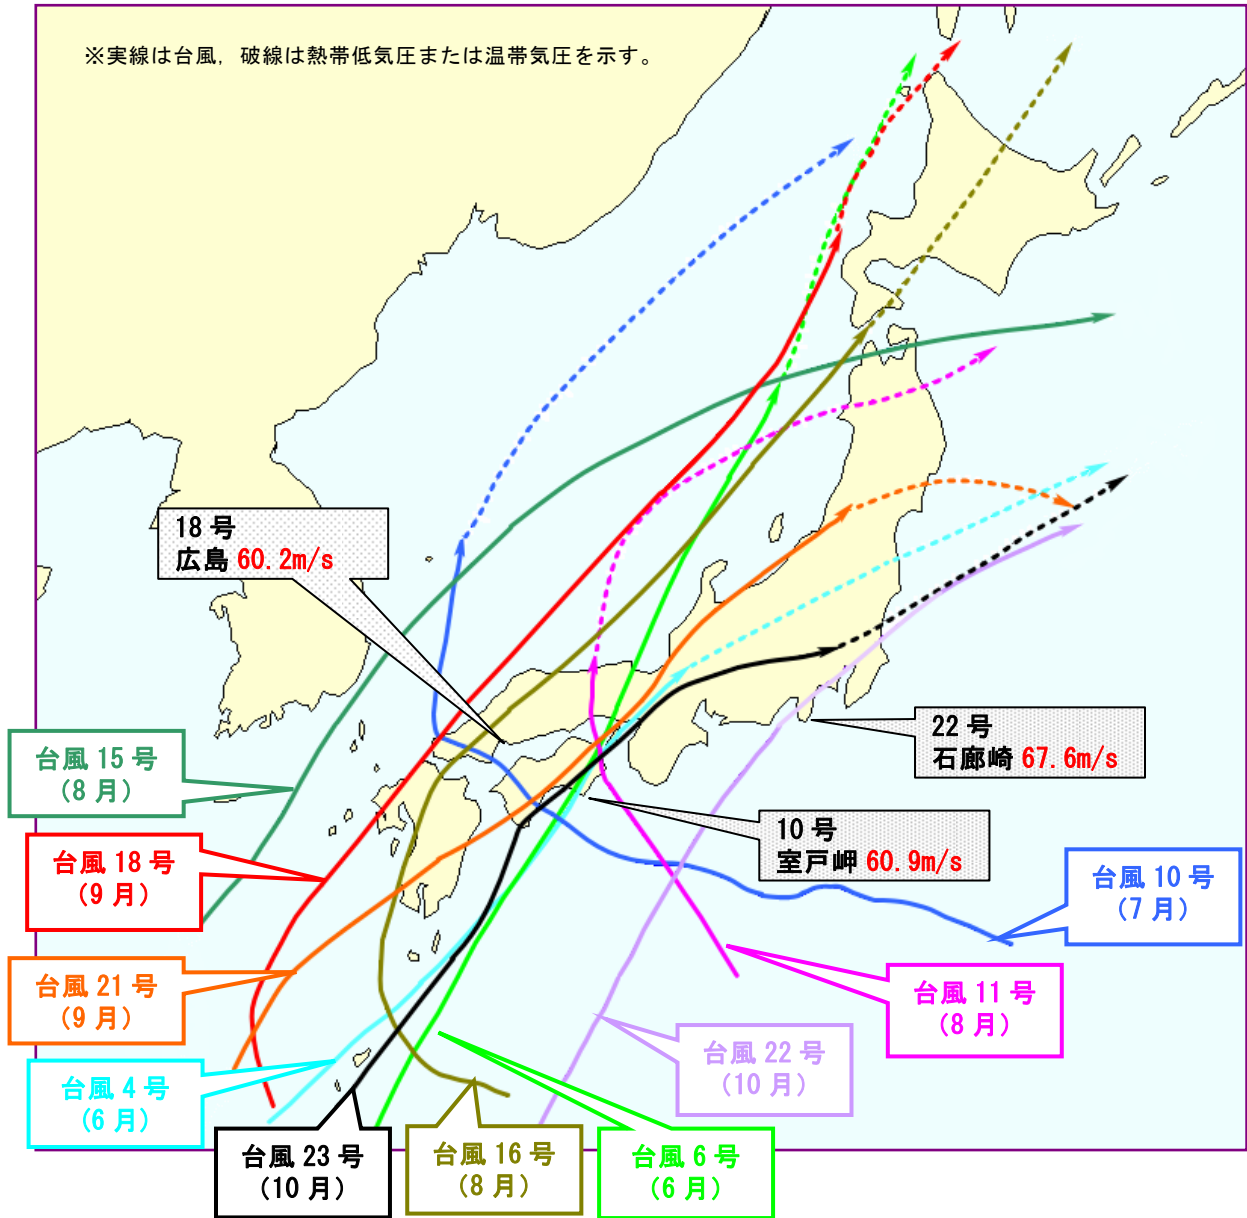 ※実線は台風，破線は熱帯低気圧または温帯気圧を示す。
18 号
広島 60.2m/s
台風 15 号
(8 月)
22 号
石廊崎 67.6m/s
10 号
室戸岬 60.9m/s
台風 18 号
(9 月)
台風 10 号
(7 月)
台風 21 号
(9 月)
台風 11 号
(8 月)
台風 22 号
(10 月)
台風 4 号
(6 月)
台風 23 号
(10 月)
台風 16 号
(8 月)
台風 6 号
(6 月)